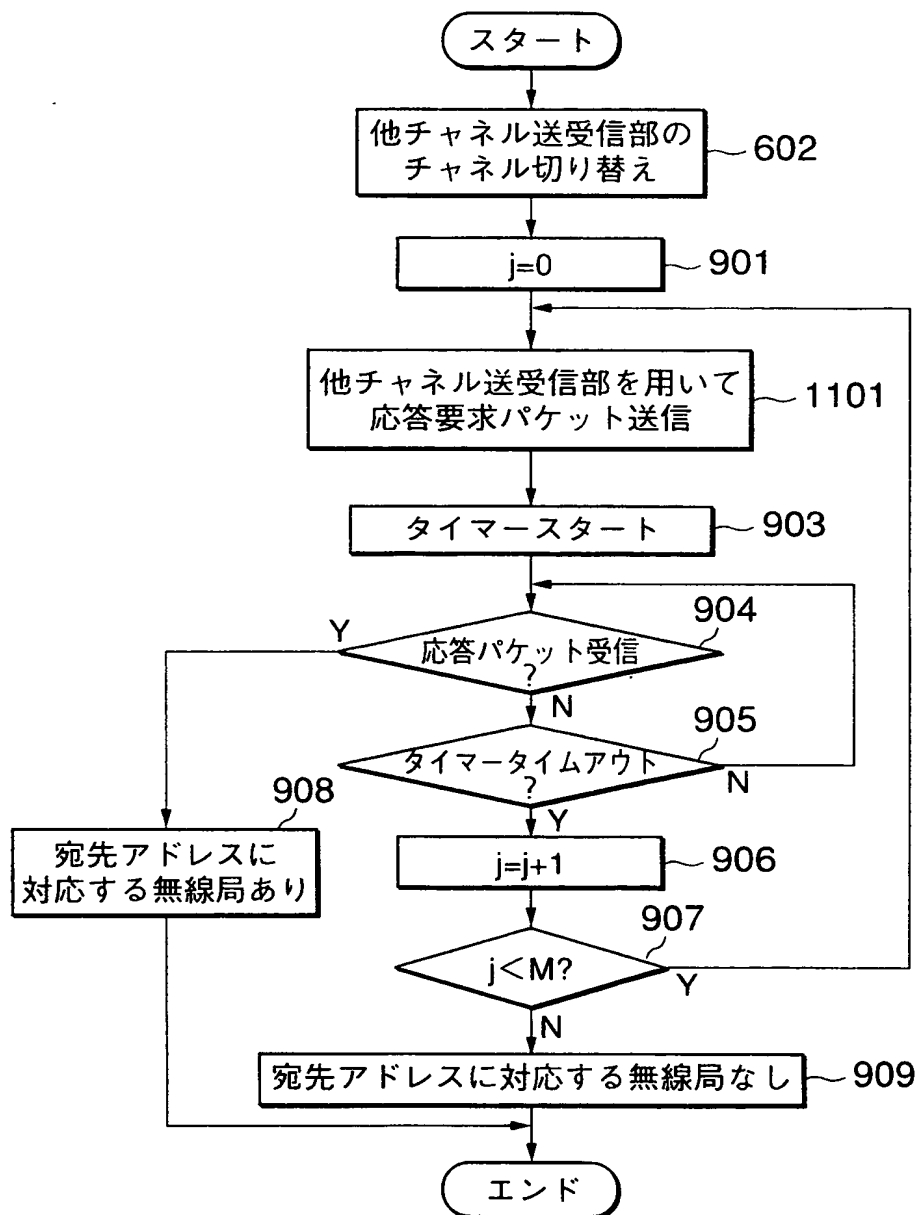 スタート
他チャネル送受信部の
チャネル切り替え
602
j=0
901
他チャネル送受信部を用いて
応答要求パケット送信
1101
タイマースタート
903
904
Y
応答パケット受信
?
N
905
タイマータイムアウト
?
N
Y
908
宛先アドレスに
対応する無線局あり
j=j+1
906
907
j<M?
Y
N
宛先アドレスに対応する無線局なし
909
エンド